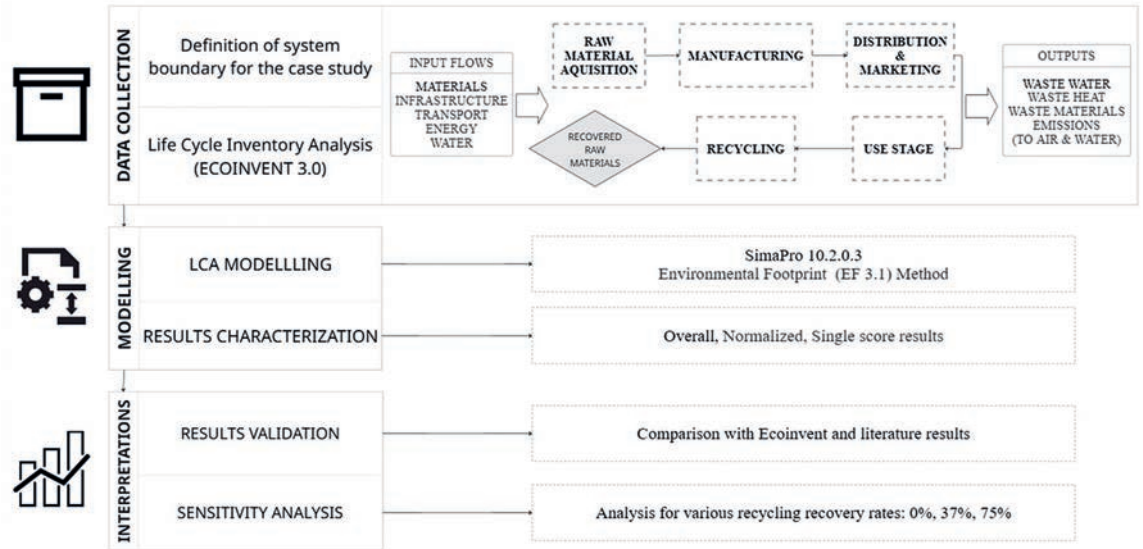 DATA COLLECTION
Definition of system
boundary for the case study
Life Cycle Inventory Analysis
(ECOINVENT 3.0)
INPUT FLOWS
MATERIALS
INFRASTRUCTURE
TRANSPORT
ENERGY
WATER
RAW
MATERIAL
AQUISITION
MANUFACTURING
DISTRIBUTION
& MARKETING
RECOVERED
RAW
MATERIALS
RECYCLING
USE STAGE
OUTPUTS
WASTE WATER
WASTE HEAT
WASTE MATERIALS
EMISSIONS
(TO AIR & WATER)
MODELLING
LCA MODELLLING
SimaPro 10.2.0.3
Environmental Footprint (EF 3.1) Method
RESULTS CHARACTERIZATION
Overall, Normalized, Single score results
INTERPRETATIONS
RESULTS VALIDATION
Comparison with Ecoinvent and literature results
SENSITIVITY ANALYSIS
Analysis for various recycling recovery rates: 0%, 37%, 75%